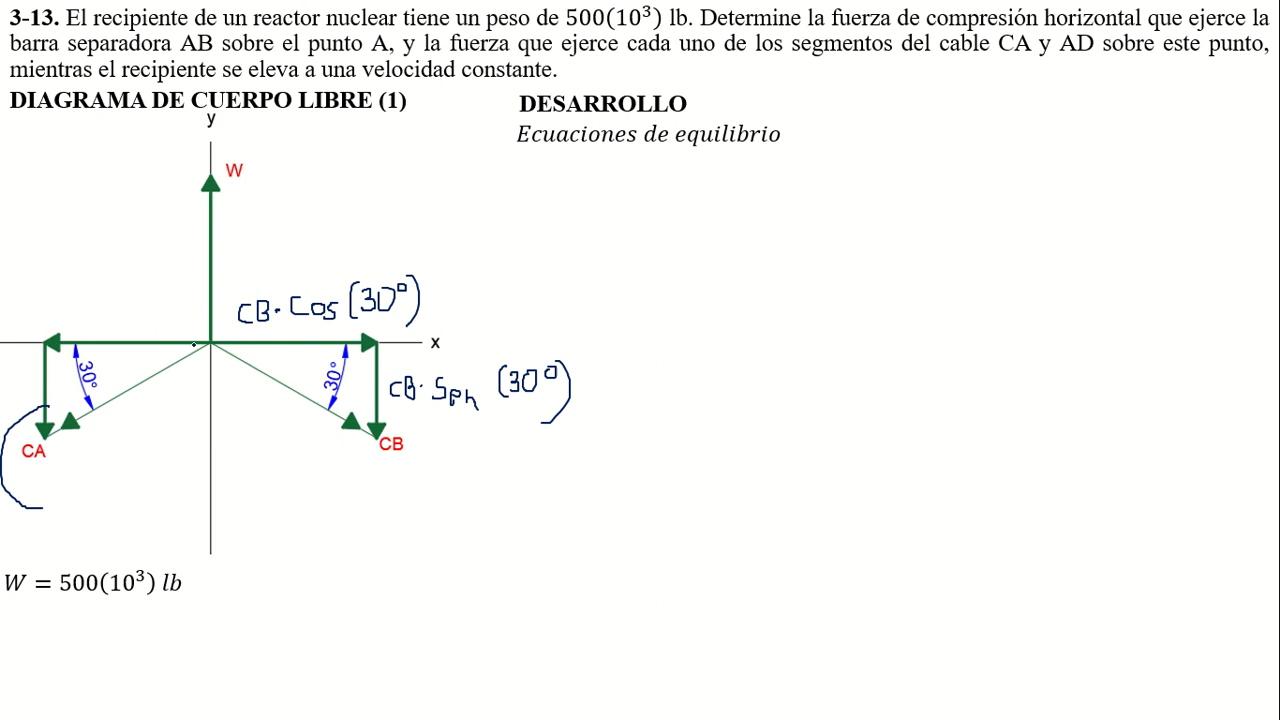 3-13. El recipiente de un reactor nuclear tiene un peso de 500(10³) lb. Determine la fuerza de compresión horizontal que ejerce la
barra separadora AB sobre el punto A, y la fuerza que ejerce cada uno de los segmentos del cable CA y AD sobre este punto,
mientras el recipiente se eleva a una velocidad constante.
DIAGRAMA DE CUERPO LIBRE (1)
DESARROLLO
Ecuaciones de equilibrio
y
W
CB. Cos (30°)
x
30°
30°
CB. Sen (30°)
CA
CB
W = 500(10³) lb